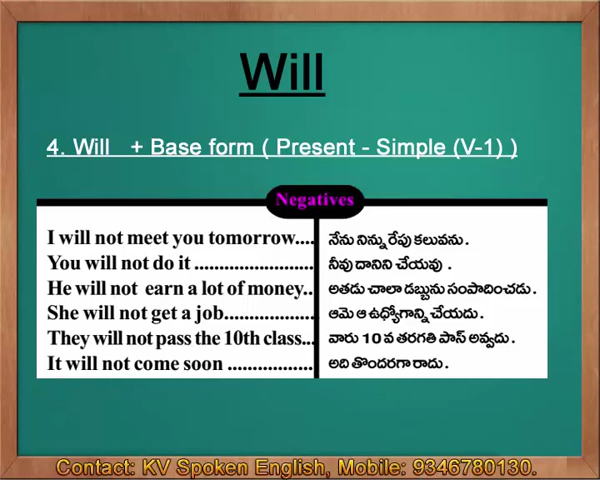 Will
4. Will + Base form ( Present - Simple (V-1) )
Negatives
I will not meet you tomorrow.... నేను నిన్ను రేపు కలువను .
You will not do it ........................ నీవు దానిని చేయవు .
He will not earn a lot of money.. అతడు చాలా డబ్బును సంపాదించడు .
She will not get a job.................. ఆమె ఆ ఉద్యోగాన్ని చేయదు .
They will not pass the 10th class... వారు 10 వ తరగతి పాస్ అవ్వదు .
It will not come soon ................. అది తొందరగా రాదు .
Contact: KV Spoken English, Mobile: 9346780130.